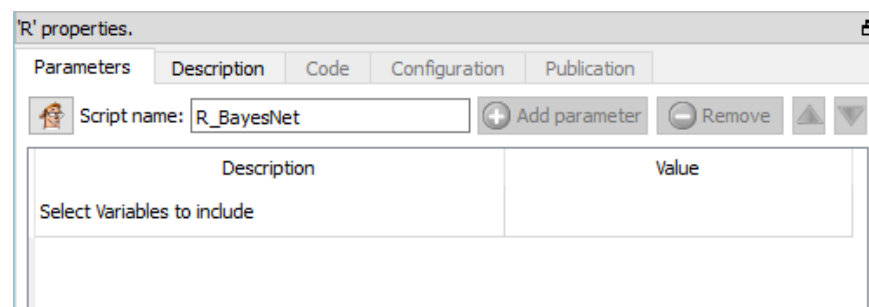 'R' properties.
Parameters Description Code Configuration Publication
Script name: R_BayesNet Add parameter Remove
Description Value
Select Variables to include